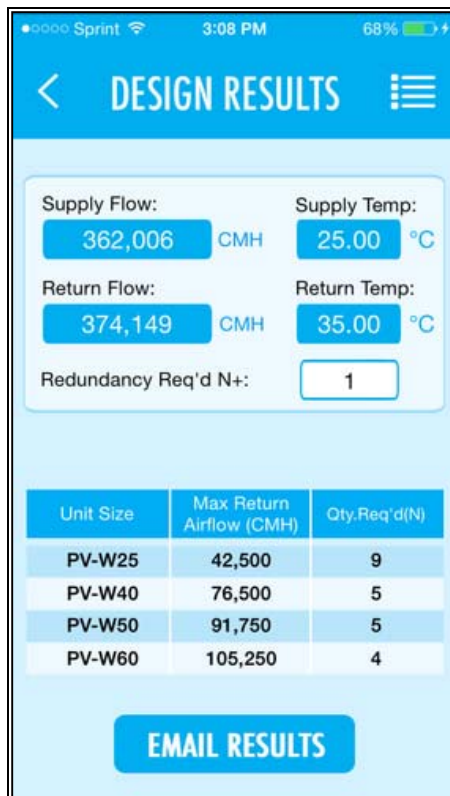 Sprint 3:08 PM 68%
DESIGN RESULTS
Supply Flow: Supply Temp:
362,006 CMH 25.00 °C
Return Flow: Return Temp:
374,149 CMH 35.00 °C
Redundancy Req'd N+: 1
Unit Size Max Return Airflow (CMH) Qty.Req'd(N)
PV-W25 42,500 9
PV-W40 76,500 5
PV-W50 91,750 5
PV-W60 105,250 4
EMAIL RESULTS